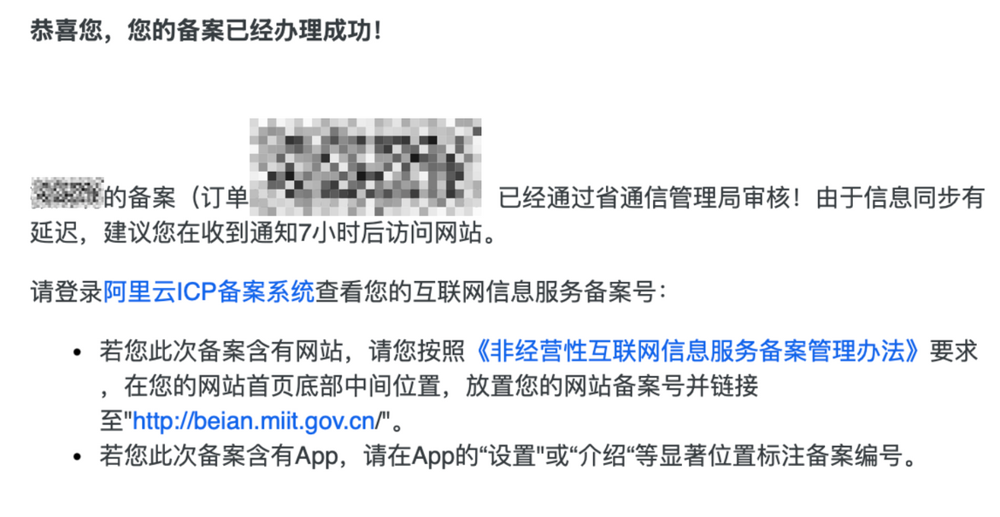 恭喜您，您的备案已经办理成功！
的备案（订单 已经通过省通信管理局审核！由于信息同步有
延迟，建议您在收到通知7小时后访问网站。
请登录阿里云ICP备案系统查看您的互联网信息服务备案号：
• 若您此次备案含有网站，请您按照《非经营性互联网信息服务备案管理办法》要求
，在您的网站首页底部中间位置，放置您的网站备案号并链接
至"http://beian.miit.gov.cn/"。
• 若您此次备案含有App，请在App的“设置"或“介绍“等显著位置标注备案编号。